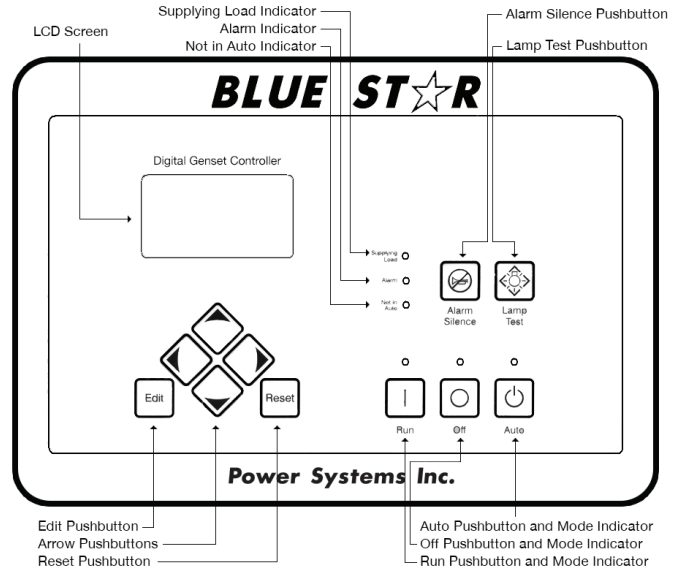 Supplying Load Indicator
Alarm Indicator
Not in Auto Indicator
LCD Screen
Alarm Silence Pushbutton
Lamp Test Pushbutton
BLUE ST☆R
Digital Genset Controller
Supplying
Load
Alarm
Not in
Auto
Alarm
Silence
Lamp
Test
Edit
Reset
Run
Off
Auto
Power Systems Inc.
Edit Pushbutton
Arrow Pushbuttons
Reset Pushbutton
Auto Pushbutton and Mode Indicator
Off Pushbutton and Mode Indicator
Run Pushbutton and Mode Indicator